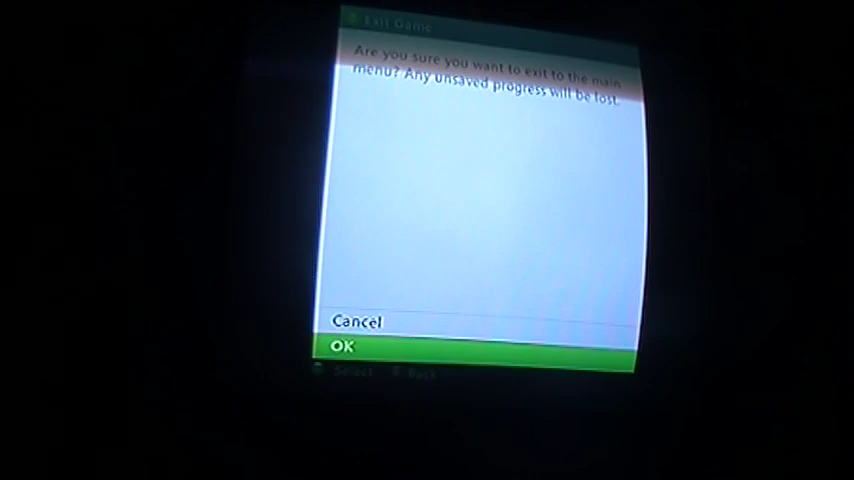 Exit Game
Are you sure you want to exit to the main
menu? Any unsaved progress will be lost.
Cancel
OK
Select Back